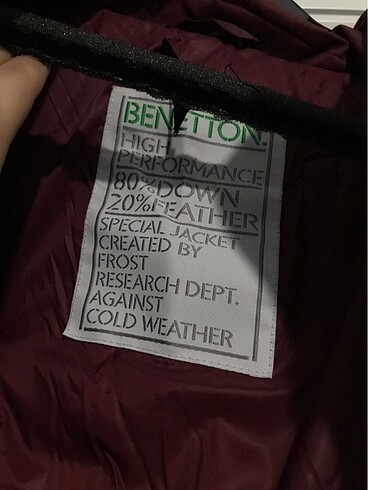 BENETTON.
HIGH
PERFORMANCE
80% DOWN
20% FEATHER
SPECIAL JACKET
CREATED BY
FROST
RESEARCH DEPT.
AGAINST
COLD WEATHER